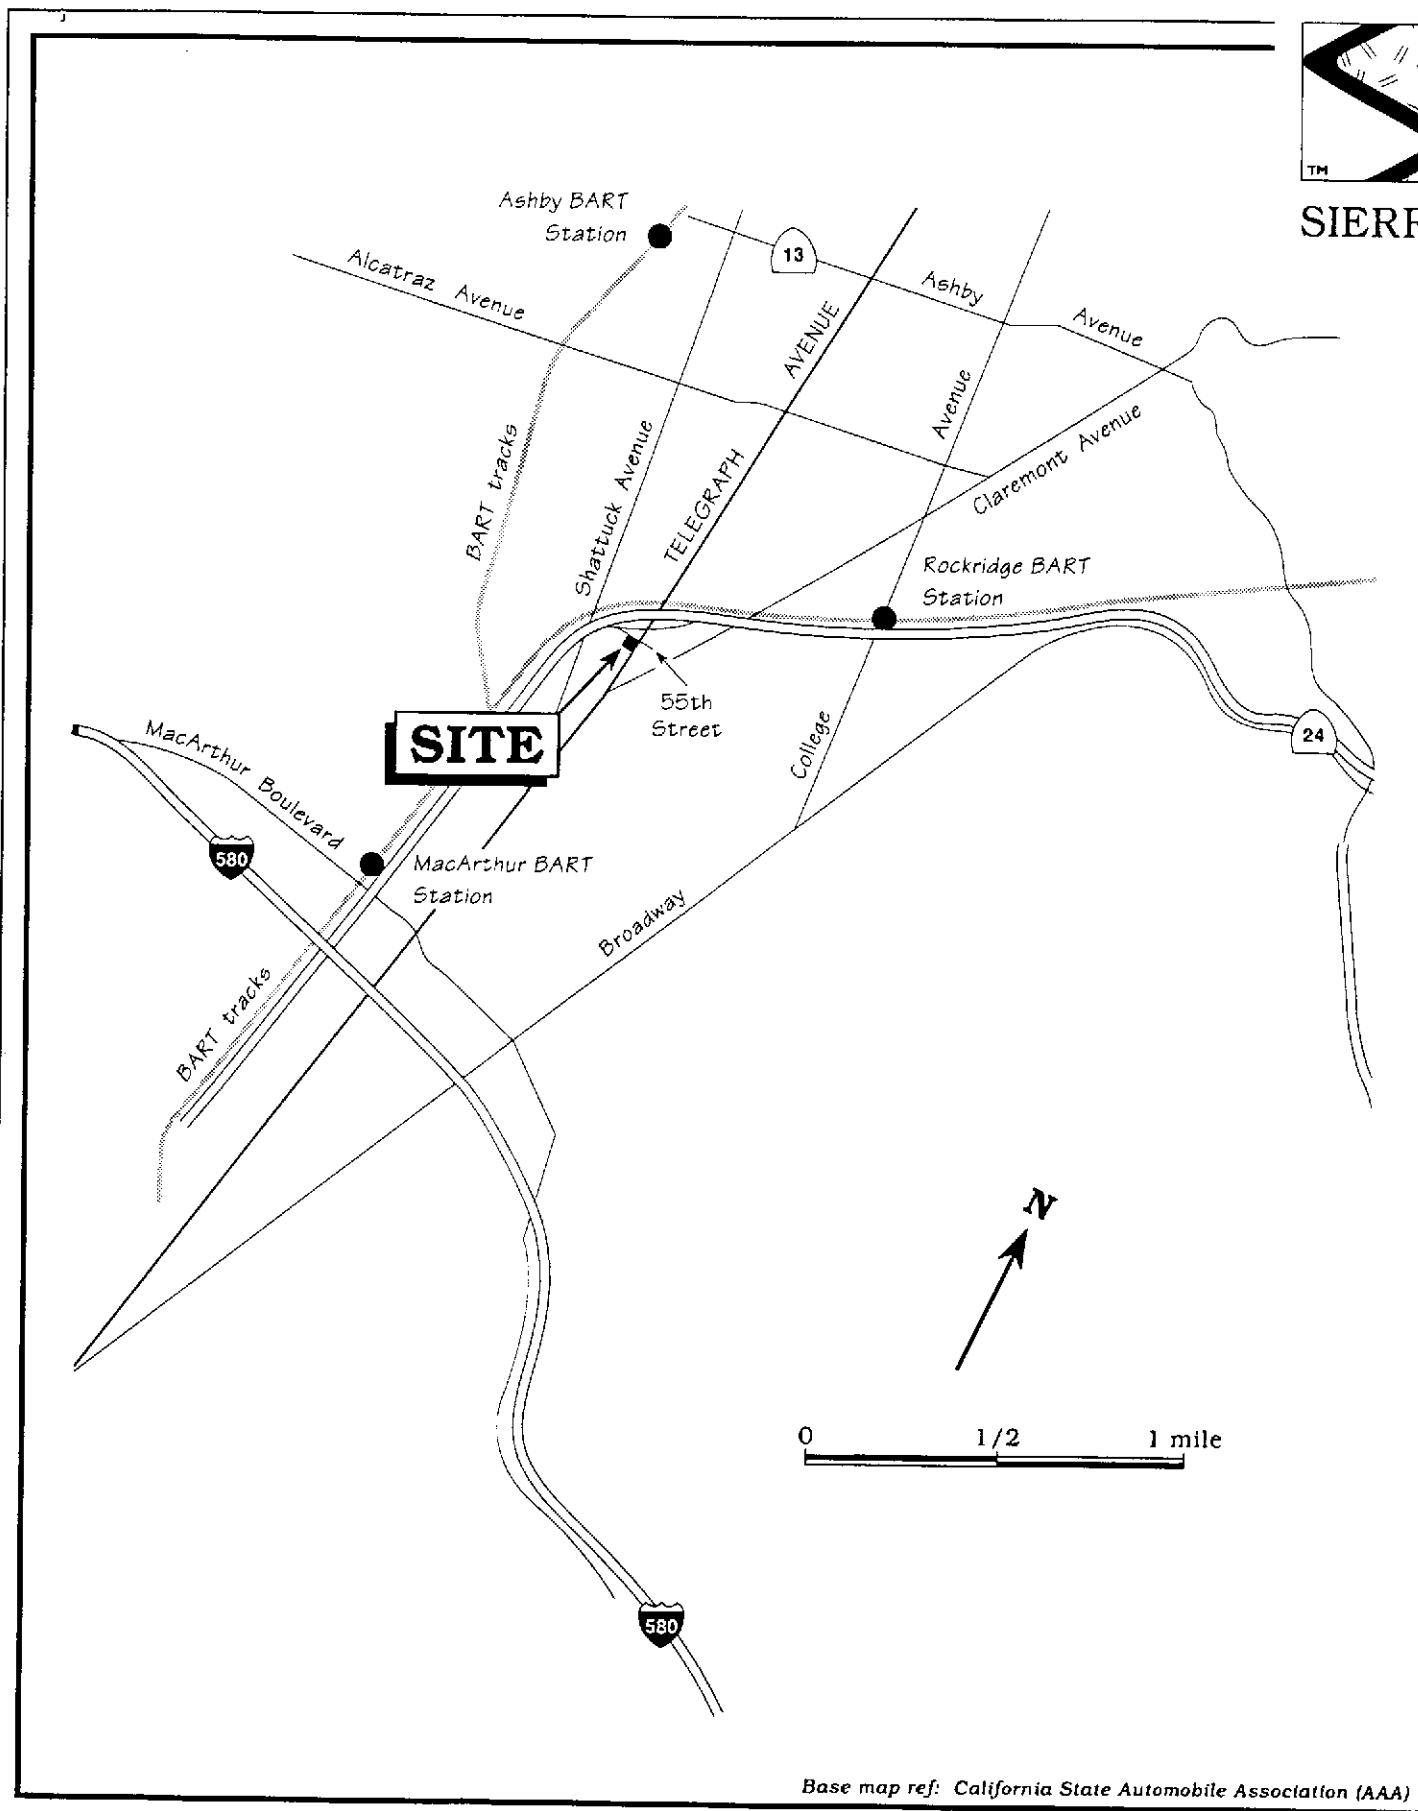 TM
SIERR
Ashby BART
Station
13
Alcatraz Avenue
Ashby
Avenue
TELEGRAPH AVENUE
College Avenue
BART tracks
Shattuck Avenue
Claremont Avenue
Rockridge BART
Station
55th
Street
SITE
MacArthur Boulevard
24
580
MacArthur BART
Station
Broadway
BART tracks
N
0 1/2 1 mile
580
Base map ref: California State Automobile Association (AAA)